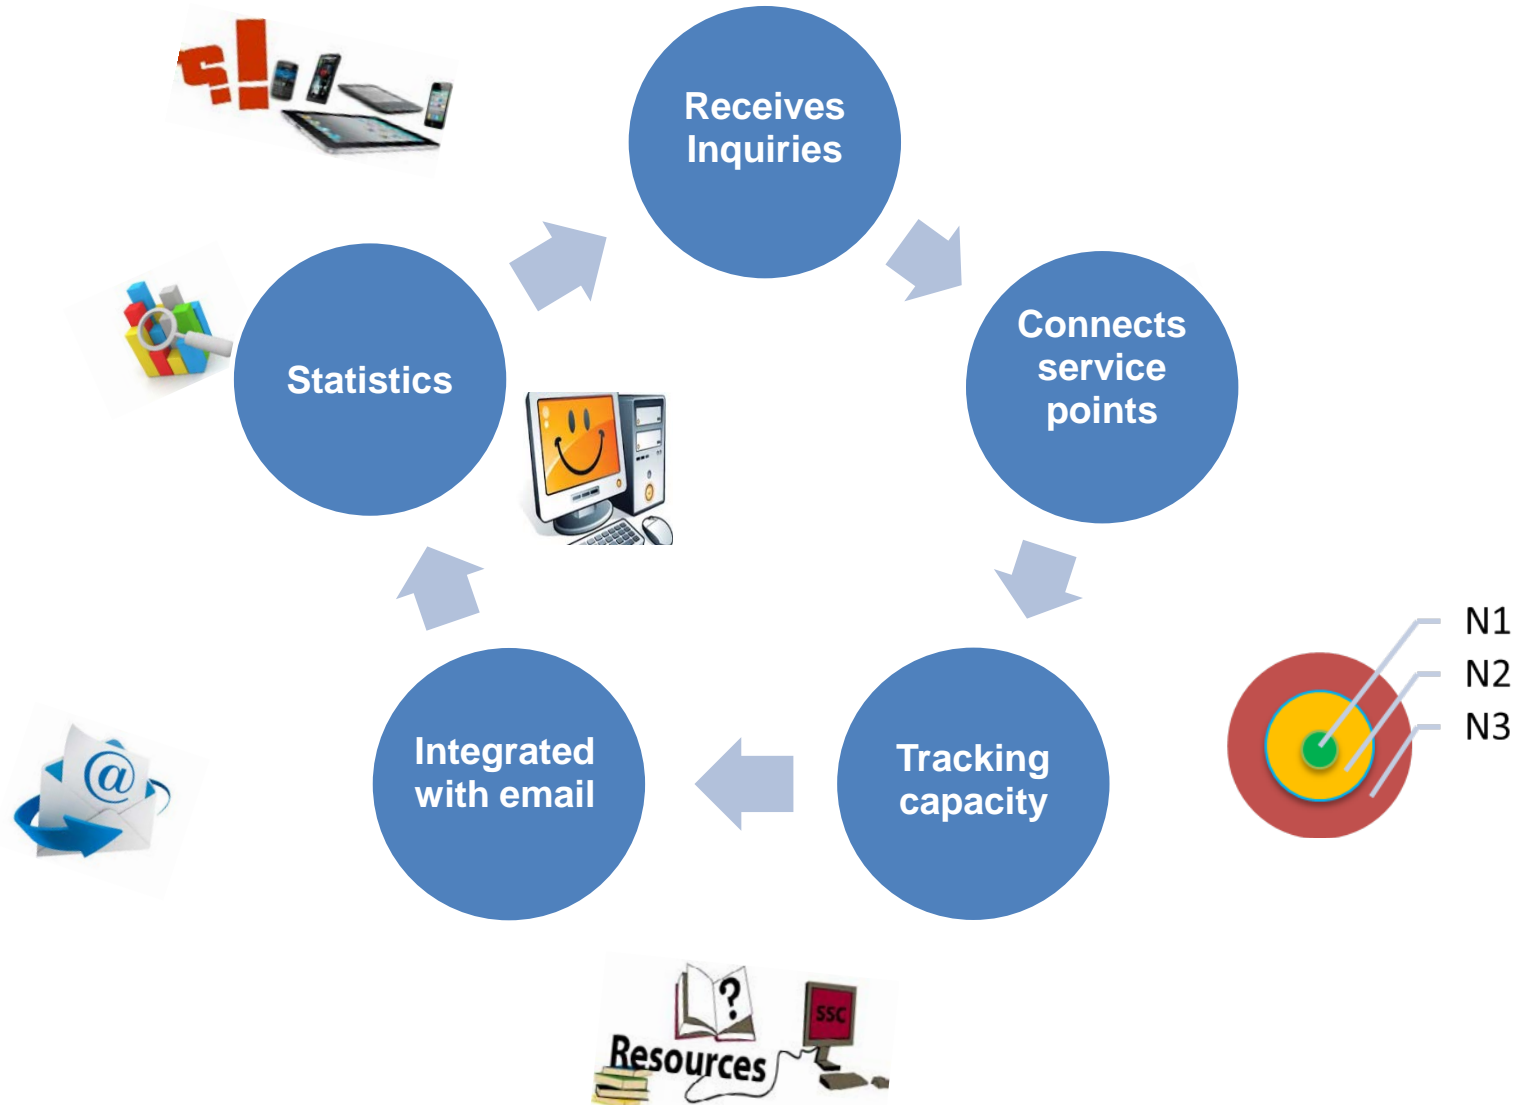 Receives
Inquiries
Connects
service
points
Statistics
N1
N2
N3
Integrated
with email
Tracking
capacity
@
?
SSC
Resources